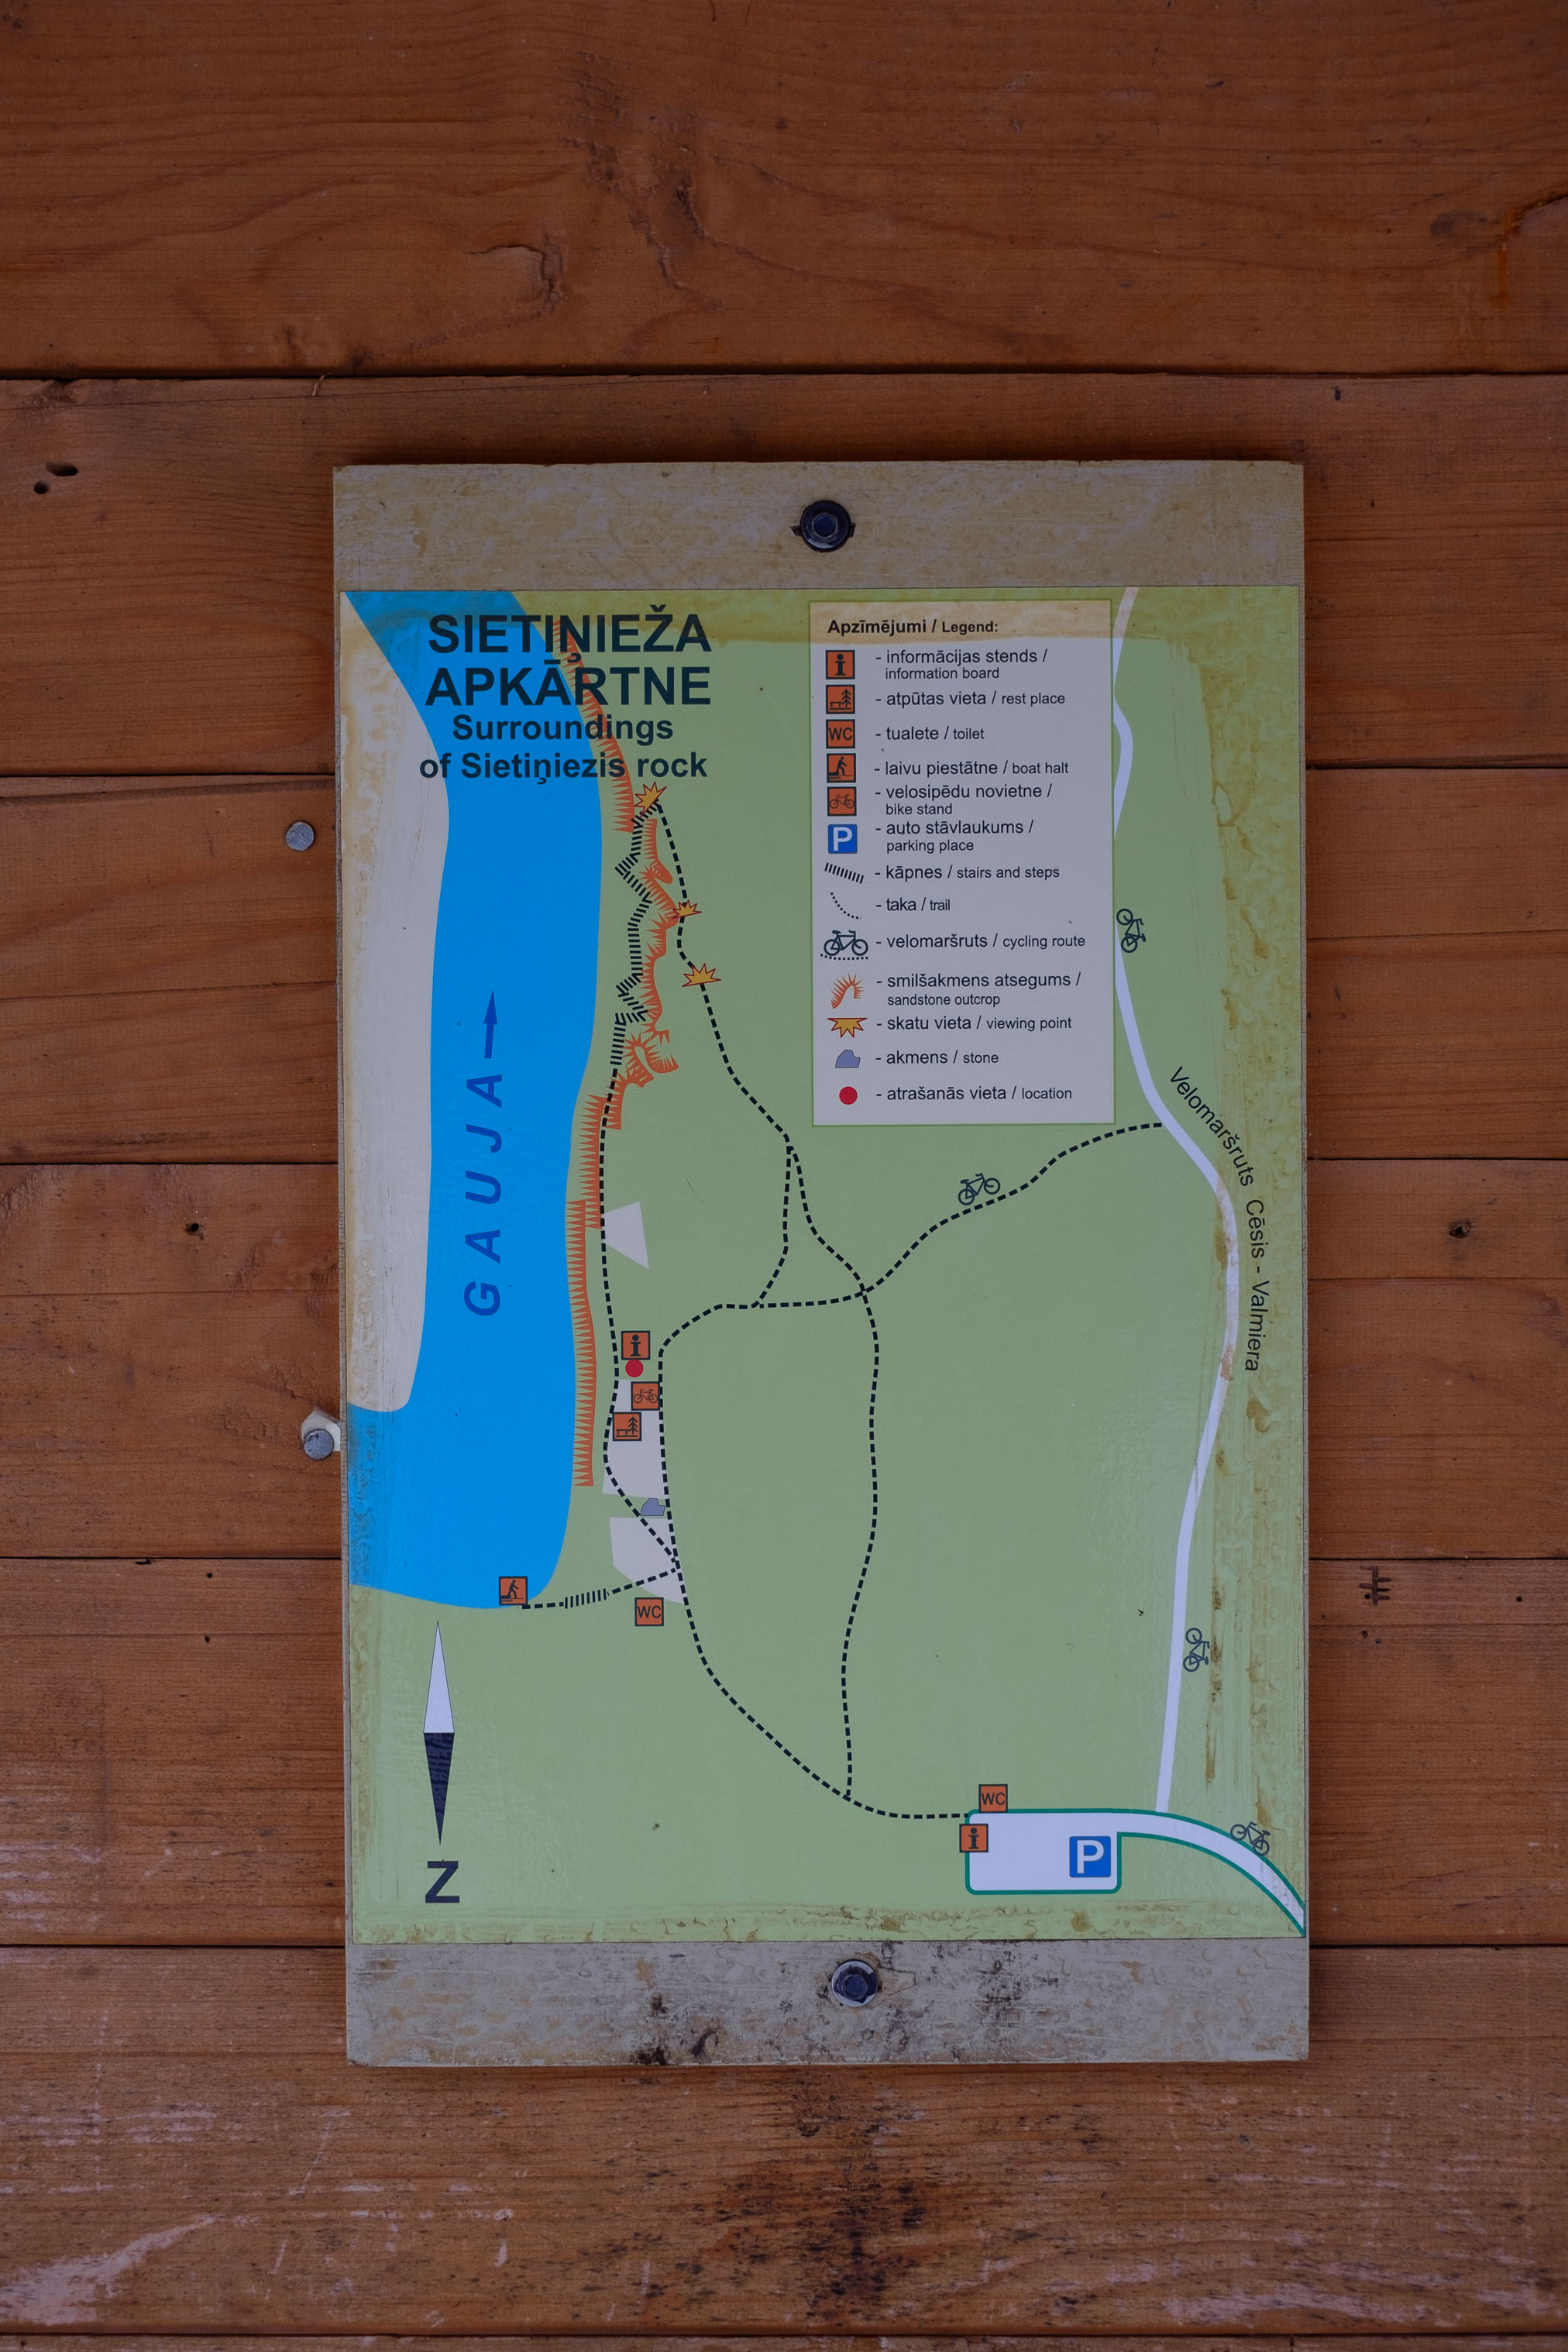 SIETIŅIEŽA
APKĀRTNE
Surroundings
of Sietiņiezis rock
Apzīmējumi / Legend:
- informācijas stends /
information board
- atpūtas vieta / rest place
WC - tualete / toilet
- laivu piestātne / boat halt
- velosipēdu novietne /
bike stand
P - auto stāvlaukums /
parking place
- kāpnes / stairs and steps
- taka / trail
- velomaršruts / cycling route
- smilšakmens atsegums /
sandstone outcrop
- skatu vieta / viewing point
- akmens / stone
- atrašanās vieta / location
GAUJA
Velomaršruts Cēsis - Valmiera
WC
WC
P
Z